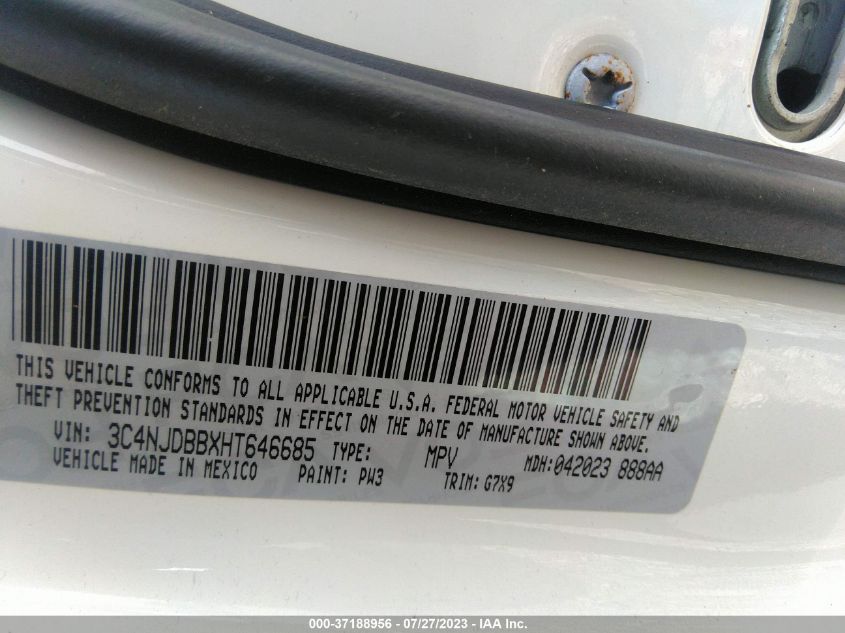 THIS VEHICLE CONFORMS TO ALL APPLICABLE U.S.A. FEDERAL MOTOR VEHICLE SAFETY AND
THEFT PREVENTION STANDARDS IN EFFECT ON THE DATE OF MANUFACTURE SHOWN ABOVE.
VIN: 3C4NJDBBXHT646685 TYPE: MPV MDH:042023 888AA
VEHICLE MADE IN MEXICO PAINT: PW3 TRIM: G7X9
000-37188956 - 07/27/2023 - IAA Inc.